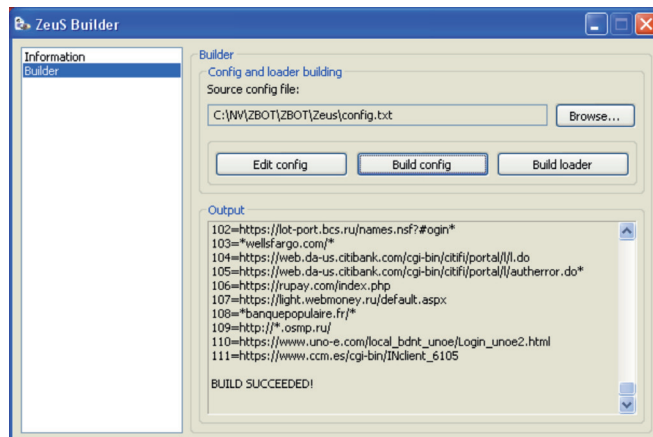 ZeuS Builder
Information
Builder
Builder
Config and loader building
Source config file:
C:\NV\ZBOT\ZBOT\Zeus\config.txt
Browse...
Edit config
Build config
Build loader
Output
102=https://lot-port.bcs.ru/names.nsf?#ogin*
103=*wellsfargo.com/*
104=https://web.da-us.citibank.com/cgi-bin/citifi/portal/l/l.do
105=https://web.da-us.citibank.com/cgi-bin/citifi/portal/l/autherror.do*
106=https://rupay.com/index.php
107=https://light.webmoney.ru/default.aspx
108=*banquepopulaire.fr/*
109=http://*.osmp.ru/
110=https://www.uno-e.com/local_bdnt_unoe/Login_unoe2.html
111=https://www.ccm.es/cgi-bin/INclient_6105
BUILD SUCCEEDED!